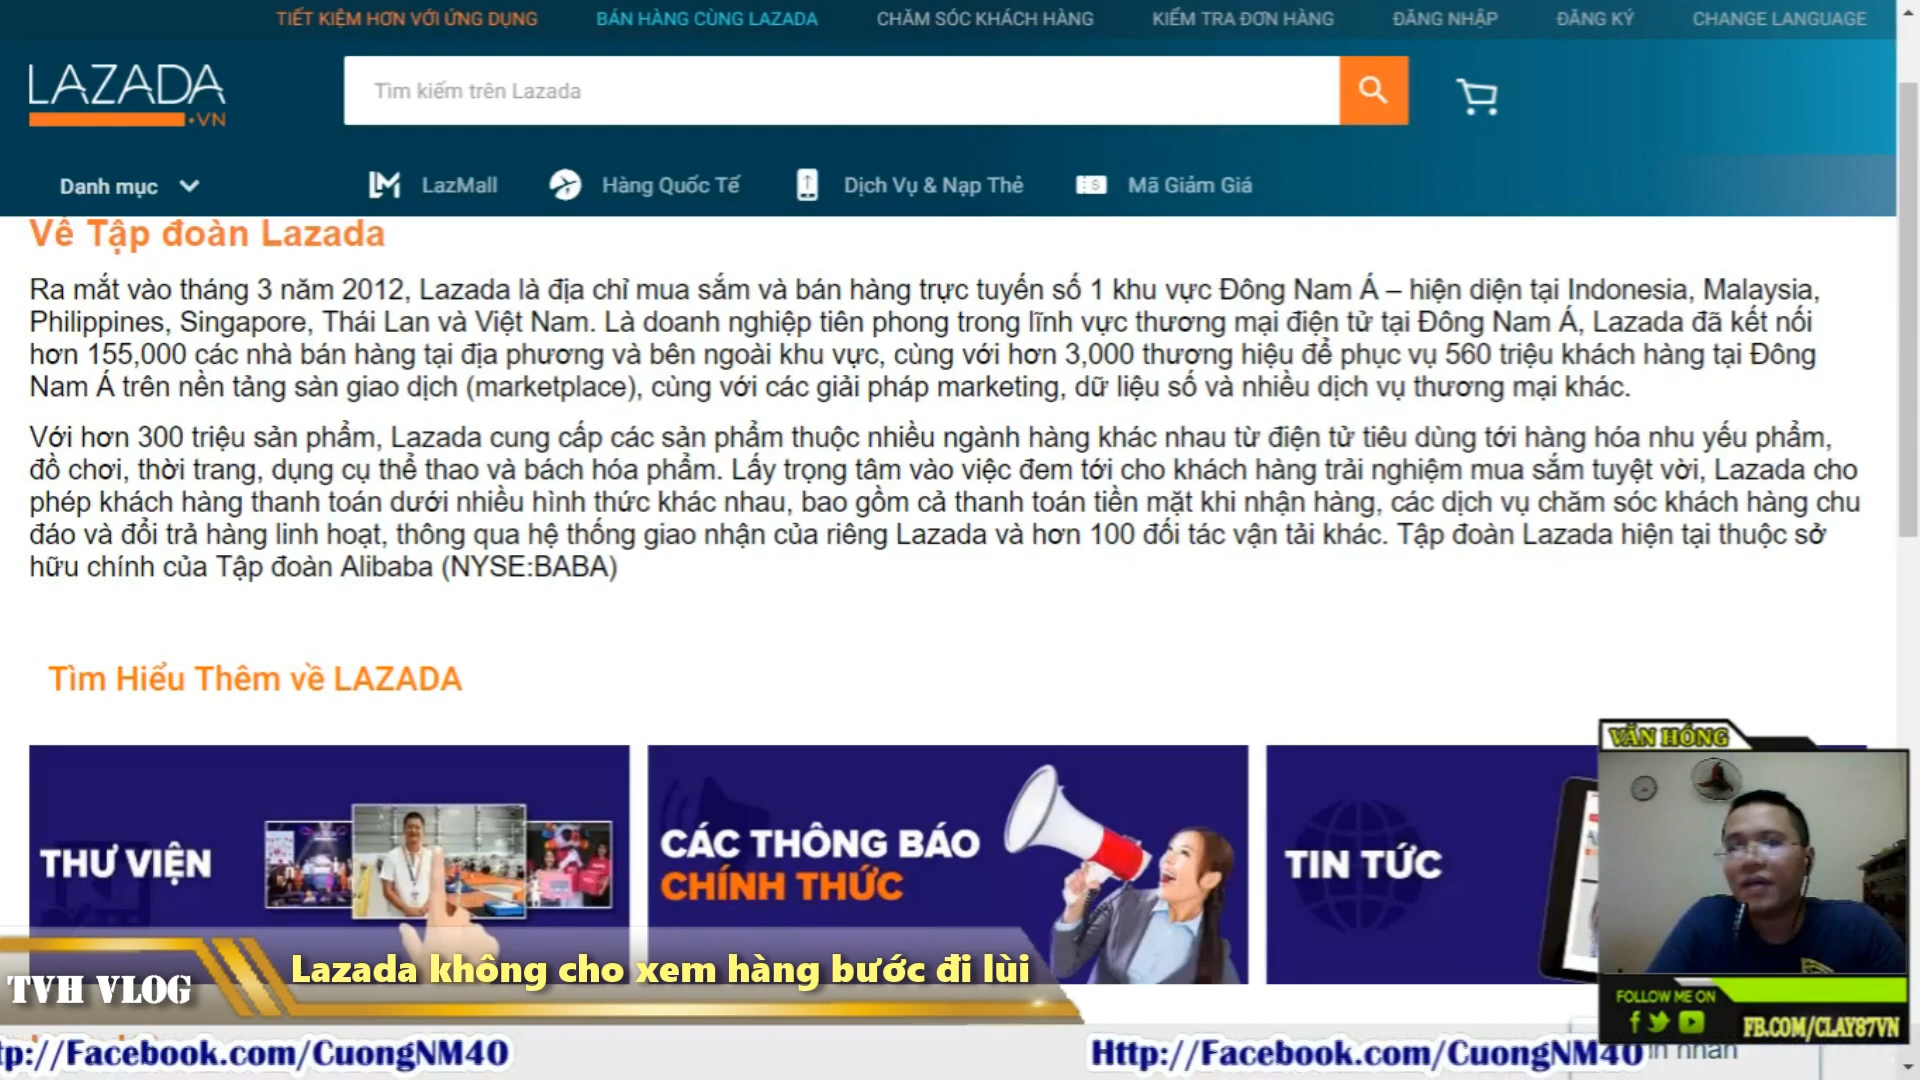 TIẾT KIỆM HƠN VỚI ỨNG DỤNG
BÁN HÀNG CÙNG LAZADA
CHĂM SÓC KHÁCH HÀNG
KIỂM TRA ĐƠN HÀNG
ĐĂNG NHẬP
ĐĂNG KÝ
CHANGE LANGUAGE
LAZADA
.VN
Tìm kiếm trên Lazada
Danh mục
LazMall
Hàng Quốc Tế
Dịch Vụ & Nạp Thẻ
Mã Giảm Giá
Về Tập đoàn Lazada
Ra mắt vào tháng 3 năm 2012, Lazada là địa chỉ mua sắm và bán hàng trực tuyến số 1 khu vực Đông Nam Á – hiện diện tại Indonesia, Malaysia,
Philippines, Singapore, Thái Lan và Việt Nam. Là doanh nghiệp tiên phong trong lĩnh vực thương mại điện tử tại Đông Nam Á, Lazada đã kết nối
hơn 155,000 các nhà bán hàng tại địa phương và bên ngoài khu vực, cùng với hơn 3,000 thương hiệu để phục vụ 560 triệu khách hàng tại Đông
Nam Á trên nền tảng sàn giao dịch (marketplace), cùng với các giải pháp marketing, dữ liệu số và nhiều dịch vụ thương mại khác.
Với hơn 300 triệu sản phẩm, Lazada cung cấp các sản phẩm thuộc nhiều ngành hàng khác nhau từ điện tử tiêu dùng tới hàng hóa nhu yếu phẩm,
đồ chơi, thời trang, dụng cụ thể thao và bách hóa phẩm. Lấy trọng tâm vào việc đem tới cho khách hàng trải nghiệm mua sắm tuyệt vời, Lazada cho
phép khách hàng thanh toán dưới nhiều hình thức khác nhau, bao gồm cả thanh toán tiền mặt khi nhận hàng, các dịch vụ chăm sóc khách hàng chu
đáo và đổi trả hàng linh hoạt, thông qua hệ thống giao nhận của riêng Lazada và hơn 100 đối tác vận tải khác. Tập đoàn Lazada hiện tại thuộc sở
hữu chính của Tập đoàn Alibaba (NYSE:BABA)
Tìm Hiểu Thêm về LAZADA
THƯ VIỆN
CÁC THÔNG BÁO
CHÍNH THỨC
TIN TỨC
VĂN HÓNG
TVH VLOG
Lazada không cho xem hàng bước đi lùi
FOLLOW ME ON
FB.COM/CLAY87VN
tp://Facebook.com/CuongNM40
Http://Facebook.com/CuongNM40